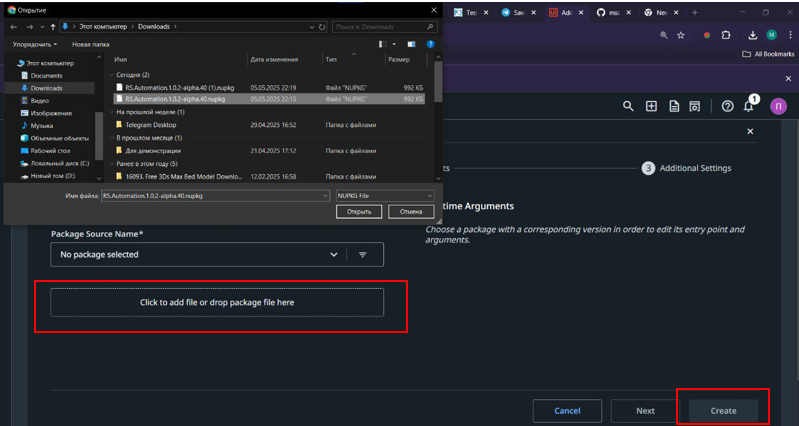 Открытие
Этот компьютер > Downloads >
Поиск в: Downloads
Упорядочить
Новая папка
Этот компьютер
Documents
Downloads
Видео
Изображения
Музыка
Объемные объекты
Рабочий стол
Локальный диск (C:)
Новый том (D:)
Имя Дата изменения Тип Размер
Сегодня (2)
RS.Automation.1.0.2-alpha.40 (1).nupkg 05.05.2025 22:19 Файл "NUPKG" 992 КБ
RS.Automation.1.0.2-alpha.40.nupkg 05.05.2025 22:15 Файл "NUPKG" 992 КБ
На прошлой неделе (1)
Telegram Desktop 29.04.2025 16:52 Папка с файлами
В прошлом месяце (1)
Для демонстрации 21.04.2025 17:12 Папка с файлами
Ранее в этом году (5)
16093. Free 3Ds Max Bed Model Downlo... 12.02.2025 16:58 Папка с файлами
Имя файла: RS.Automation.1.0.2-alpha.40.nupkg
NUPKG File
Открыть
Отмена
Teo
Save
Add
msa
Ne
M
All Bookmarks
1
П
ts
3 Additional Settings
time Arguments
Choose a package with a corresponding version in order to edit its entry point and
arguments.
Package Source Name*
No package selected
Click to add file or drop package file here
Cancel
Next
Create